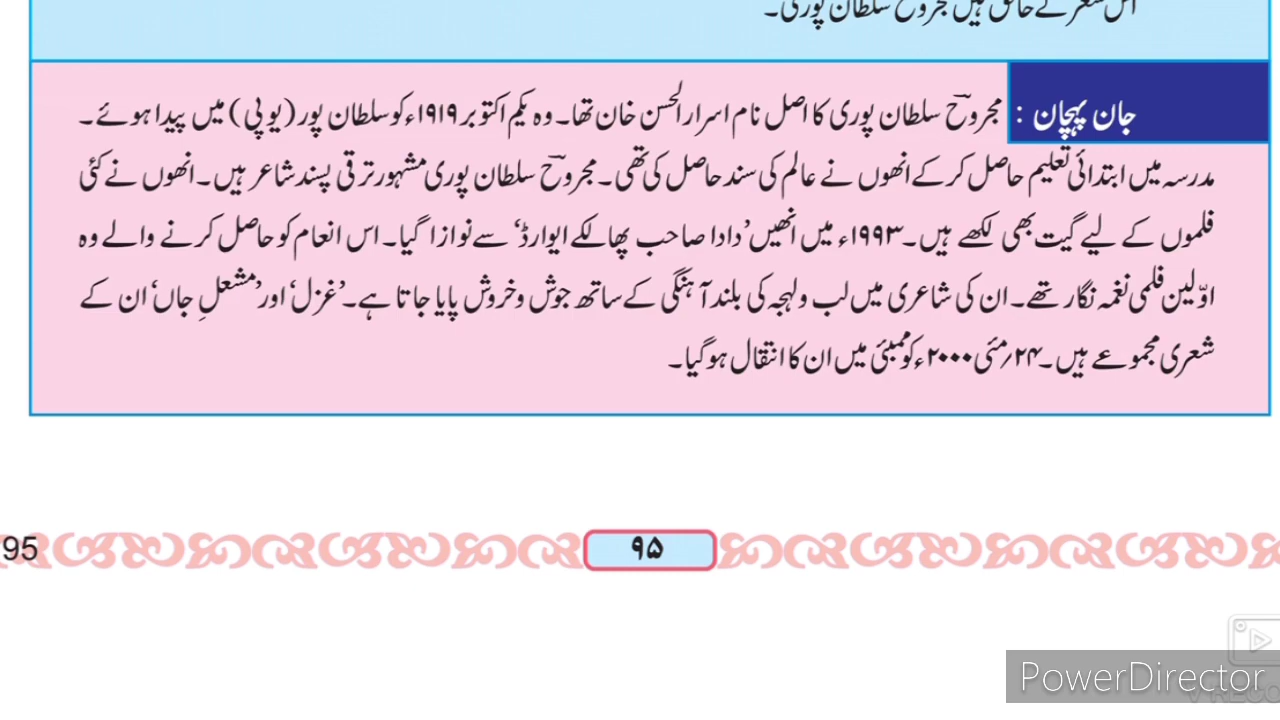 اس شعر کے خالق ہیں مجروح سلطان پوری۔
جان پہچان : مجروحؔ سلطان پوری کا اصل نام اسرار الحسن خان تھا۔ وہ یکم اکتوبر ۱۹۱۹ء کو سلطان پور (یو پی) میں پیدا ہوئے۔
مدرسہ میں ابتدائی تعلیم حاصل کر کے انھوں نے عالم کی سند حاصل کی تھی۔ مجروحؔ سلطان پوری مشہور ترقی پسند شاعر ہیں۔ انھوں نے کئی
فلموں کے لیے گیت بھی لکھے ہیں۔ ۱۹۹۳ء میں انھیں ’دادا صاحب پھالکے ایوارڈ‘ سے نوازا گیا۔ اس انعام کو حاصل کرنے والے وہ
اوّلین فلمی نغمہ نگار تھے۔ ان کی شاعری میں لب و لہجہ کی بلند آہنگی کے ساتھ جوش و خروش پایا جاتا ہے۔ ’غزل‘ اور ’مشعلِ جاں‘ ان کے
شعری مجموعے ہیں۔ ۲۴؍مئی ۲۰۰۰ء کو ممبئی میں ان کا انتقال ہو گیا۔
95
۹۵
PowerDirector